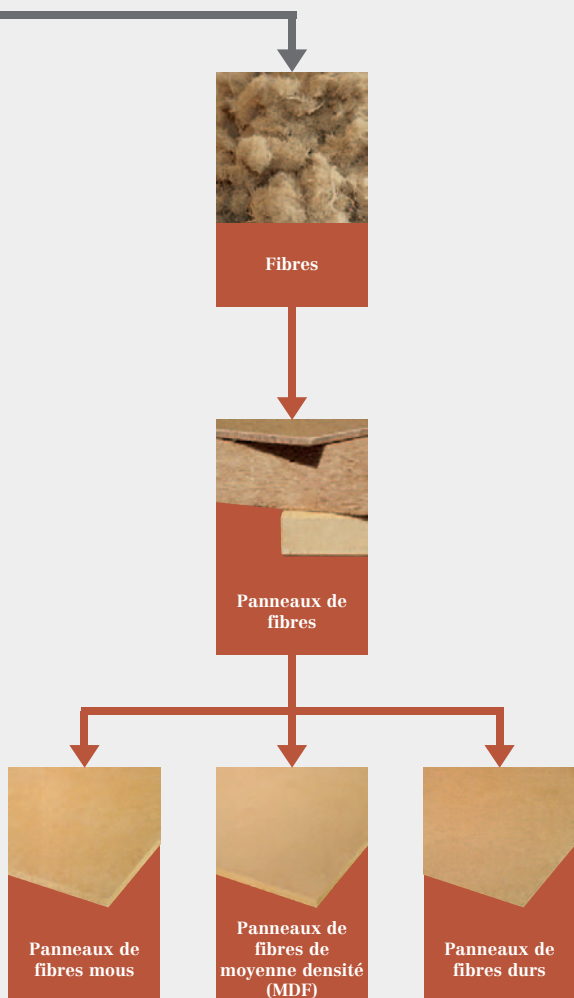 Fibres
Panneaux de
fibres
Panneaux de
fibres mous
Panneaux de
fibres de
moyenne densité
(MDF)
Panneaux de
fibres durs